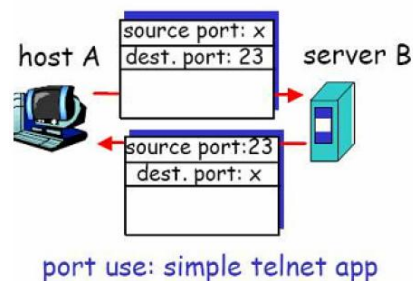 source port: x
host A
server B
dest. port: 23
source port:23
dest. port: x
port use: simple telnet app